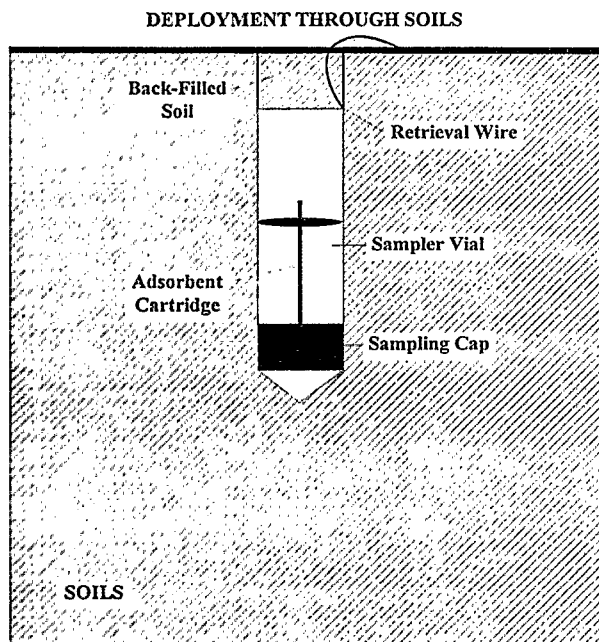 DEPLOYMENT THROUGH SOILS
Back-Filled
Soil
Retrieval Wire
Sampler Vial
Adsorbent
Cartridge
Sampling Cap
SOILS